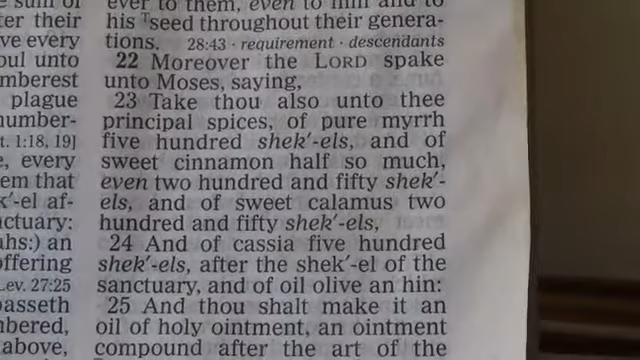 sum of
ter their
ve every
oul unto
mberest
plague
number-
t. 1:18, 19]
e, every
em that
k′-el af-
nctuary:
ahs:) an
offering
Lev. 27:25
passeth
mbered,
above,
ever to them, even to him and to
his Tseed throughout their genera-
tions. 28:43 · requirement · descendants
22 Moreover the LORD spake
unto Moses, saying,
23 Take thou also unto thee
principal spices, of pure myrrh
five hundred shek′-els, and of
sweet cinnamon half so much,
even two hundred and fifty shek′-
els, and of sweet calamus two
hundred and fifty shek′-els,
24 And of cassia five hundred
shek′-els, after the shek′-el of the
sanctuary, and of oil olive an hin:
25 And thou shalt make it an
oil of holy ointment, an ointment
compound after the art of the